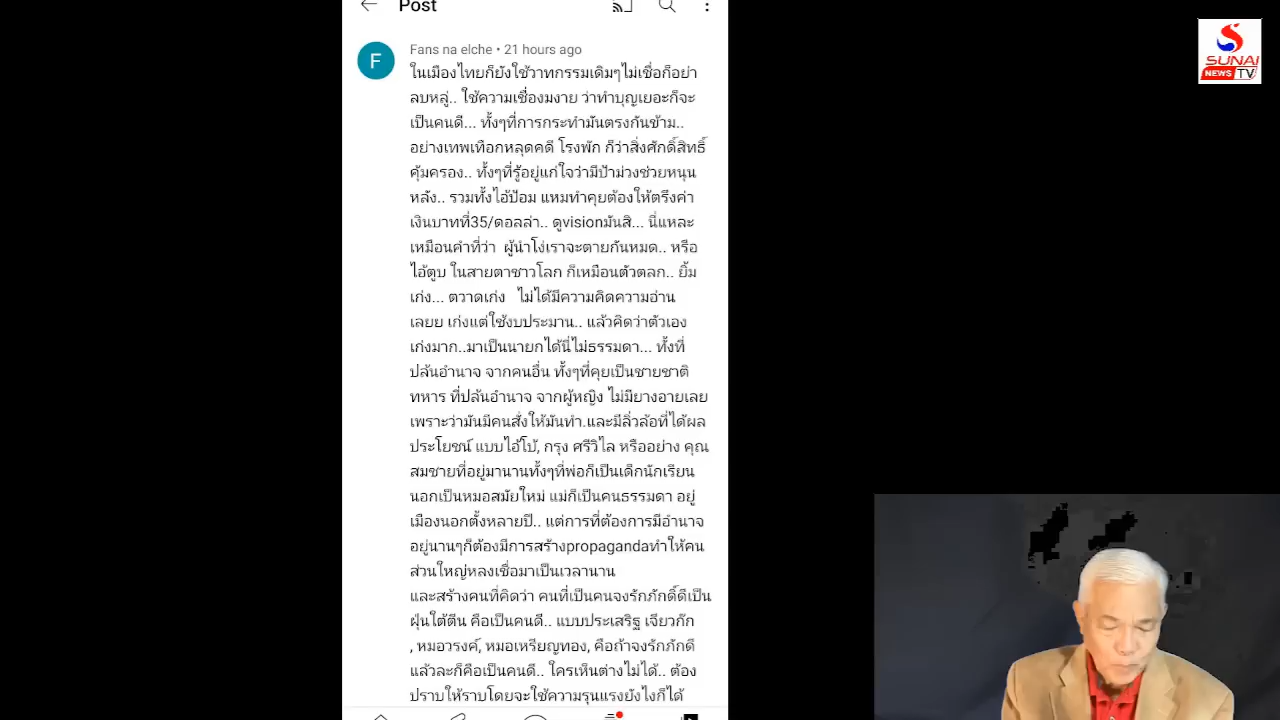 Post
SUNAI
NEWS TV
F
Fans na elche • 21 hours ago
ในเมืองไทยก็ยังใช้วาทกรรมเดิมๆไม่เชื่อก็อย่า
ลบหลู่.. ใช้ความเชื่องมงาย ว่าทำบุญเยอะก็จะ
เป็นคนดี... ทั้งๆที่การกระทำมันตรงกันข้าม..
อย่างเทพเทือกหลุดคดี โรงพัก ก็ว่าสิ่งศักดิ์สิทธิ์
คุ้มครอง.. ทั้งๆที่รู้อยู่แก่ใจว่ามีป้าม่วงช่วยหนุน
หลัง.. รวมทั้งไอ้ป้อม แหมทำคุยต้องให้ตรึงค่า
เงินบาทที่35/ดอลล่า.. ดูvisionมันสิ... นี่แหละ
เหมือนคำที่ว่า ผู้นำโง่เราจะตายกันหมด.. หรือ
ไอ้ตูบ ในสายตาชาวโลก ก็เหมือนตัวตลก.. ยิ้ม
เก่ง... ตวาดเก่ง ไม่ได้มีความคิดความอ่าน
เลยย เก่งแต่ใช้งบประมาน.. แล้วคิดว่าตัวเอง
เก่งมาก..มาเป็นนายกได้นี่ไม่ธรรมดา... ทั้งที่
ปล้นอำนาจ จากคนอื่น ทั้งๆที่คุยเป็นชายชาติ
ทหาร ที่ปล้นอำนาจ จากผู้หญิง ไม่มียางอายเลย
เพราะว่ามันมีคนสั่งให้มันทำ.และมีลิ่วล้อที่ได้ผล
ประโยชน์ แบบไอ้โบ้, กรุง ศรีวิไล หรืออย่าง คุณ
สมชายที่อยู่มานานทั้งๆที่พ่อก็เป็นเด็กนักเรียน
นอกเป็นหมอสมัยใหม่ แม่ก็เป็นคนธรรมดา อยู่
เมืองนอกตั้งหลายปี.. แต่การที่ต้องการมีอำนาจ
อยู่นานๆก็ต้องมีการสร้างpropagandaทำให้คน
ส่วนใหญ่หลงเชื่อมาเป็นเวลานาน
และสร้างคนที่คิดว่า คนที่เป็นคนจงรักภักดิ์ดีเป็น
ฝุ่นใต้ตีน คือเป็นคนดี.. แบบประเสริฐ เจียวก๊ก
, หมอวรงค์, หมอเหรียญทอง, คือถ้าจงรักภักดี
แล้วละก็คือเป็นคนดี.. ใครเห็นต่างไม่ได้.. ต้อง
ปราบให้ราบโดยจะใช้ความรุนแรงยังไงก็ได้